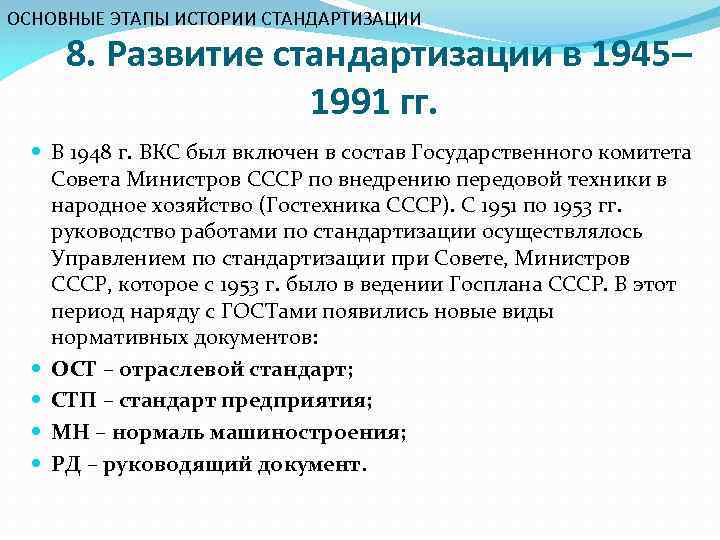 ОСНОВНЫЕ ЭТАПЫ ИСТОРИИ СТАНДАРТИЗАЦИИ
8. Развитие стандартизации в 1945–
1991 гг.
• В 1948 г. ВКС был включен в состав Государственного комитета
Совета Министров СССР по внедрению передовой техники в
народное хозяйство (Гостехника СССР). С 1951 по 1953 гг.
руководство работами по стандартизации осуществлялось
Управлением по стандартизации при Совете, Министров
СССР, которое с 1953 г. было в ведении Госплана СССР. В этот
период наряду с ГОСТами появились новые виды
нормативных документов:
• ОСТ – отраслевой стандарт;
• СТП – стандарт предприятия;
• МН – нормаль машиностроения;
• РД – руководящий документ.